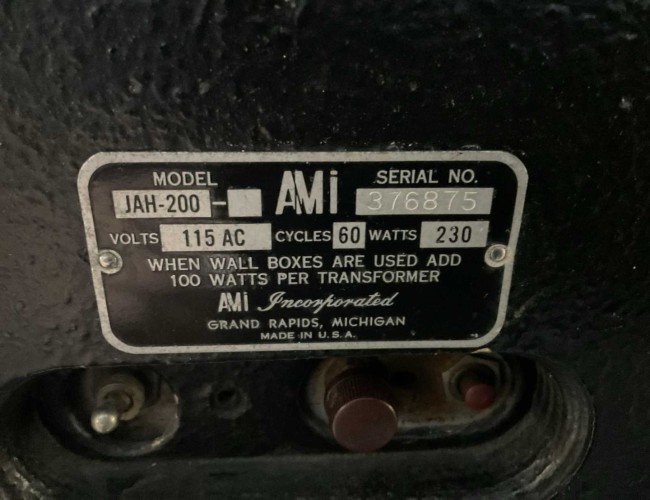 MODEL AMi SERIAL NO.
JAH-200- 376875
VOLTS 115 AC CYCLES 60 WATTS 230
WHEN WALL BOXES ARE USED ADD
100 WATTS PER TRANSFORMER
AMi Incorporated
GRAND RAPIDS, MICHIGAN
MADE IN U.S.A.